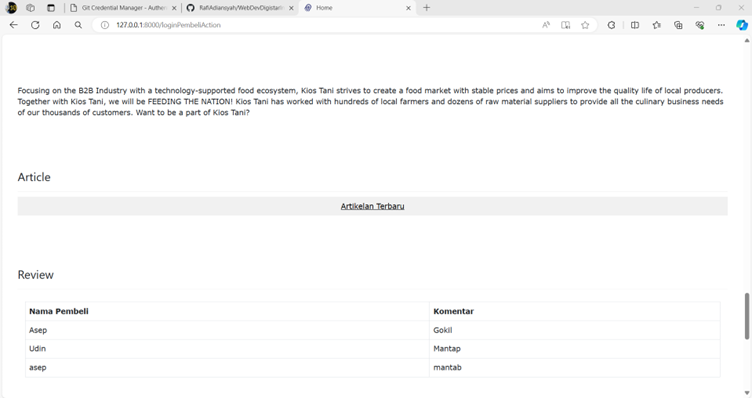 Git Credential Manager - Authen
RafiAdiansyah/WebDevDigistar
Home
127.0.0.1:8000/loginPembeliAction
Focusing on the B2B Industry with a technology-supported food ecosystem, Kios Tani strives to create a food market with stable prices and aims to improve the quality life of local producers.
Together with Kios Tani, we will be FEEDING THE NATION! Kios Tani has worked with hundreds of local farmers and dozens of raw material suppliers to provide all the culinary business needs
of our thousands of customers. Want to be a part of Kios Tani?
Article
Artikelan Terbaru
Review
Nama Pembeli Komentar
Asep Gokil
Udin Mantap
asep mantab